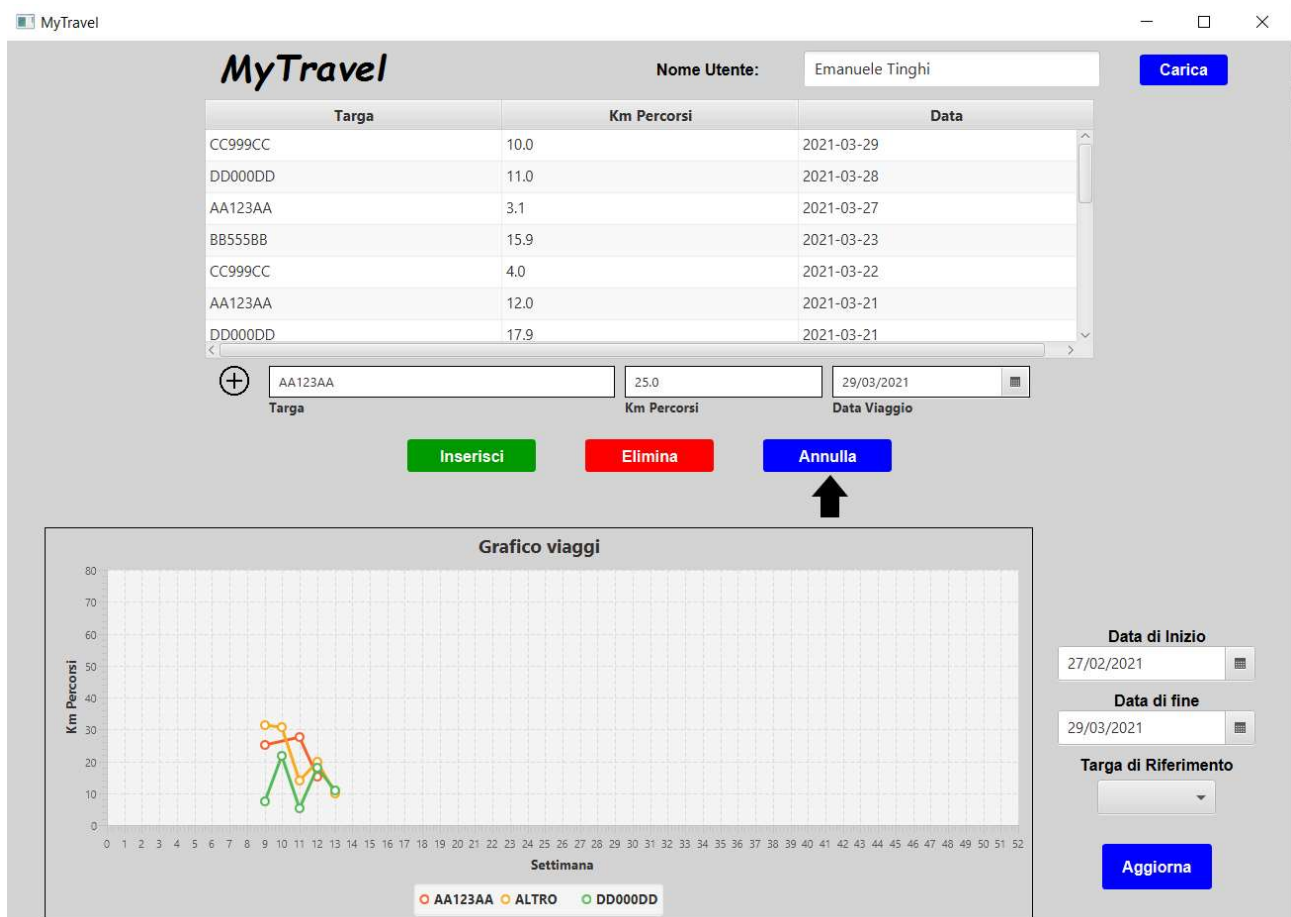 MyTravel
MyTravel Nome Utente: Emanuele Tinghi Carica
Targa Km Percorsi Data
CC999CC 10.0 2021-03-29
DD000DD 11.0 2021-03-28
AA123AA 3.1 2021-03-27
BB555BB 15.9 2021-03-23
CC999CC 4.0 2021-03-22
AA123AA 12.0 2021-03-21
DD000DD 17.9 2021-03-21
AA123AA 25.0 29/03/2021
Targa Km Percorsi Data Viaggio
Inserisci Elimina Annulla
Grafico viaggi
80
70
60
50
40
30
20
10
0
Km Percorsi
0 1 2 3 4 5 6 7 8 9 10 11 12 13 14 15 16 17 18 19 20 21 22 23 24 25 26 27 28 29 30 31 32 33 34 35 36 37 38 39 40 41 42 43 44 45 46 47 48 49 50 51 52
Settimana
AA123AA ALTRO DD000DD
Data di Inizio
27/02/2021
Data di fine
29/03/2021
Targa di Riferimento
Aggiorna